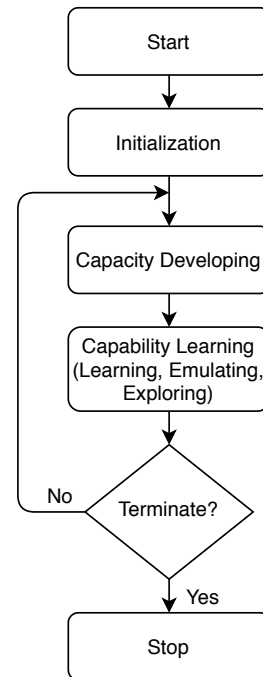 Start
Initialization
Capacity Developing
Capability Learning
(Learning, Emulating,
Exploring)
No
Terminate?
Yes
Stop